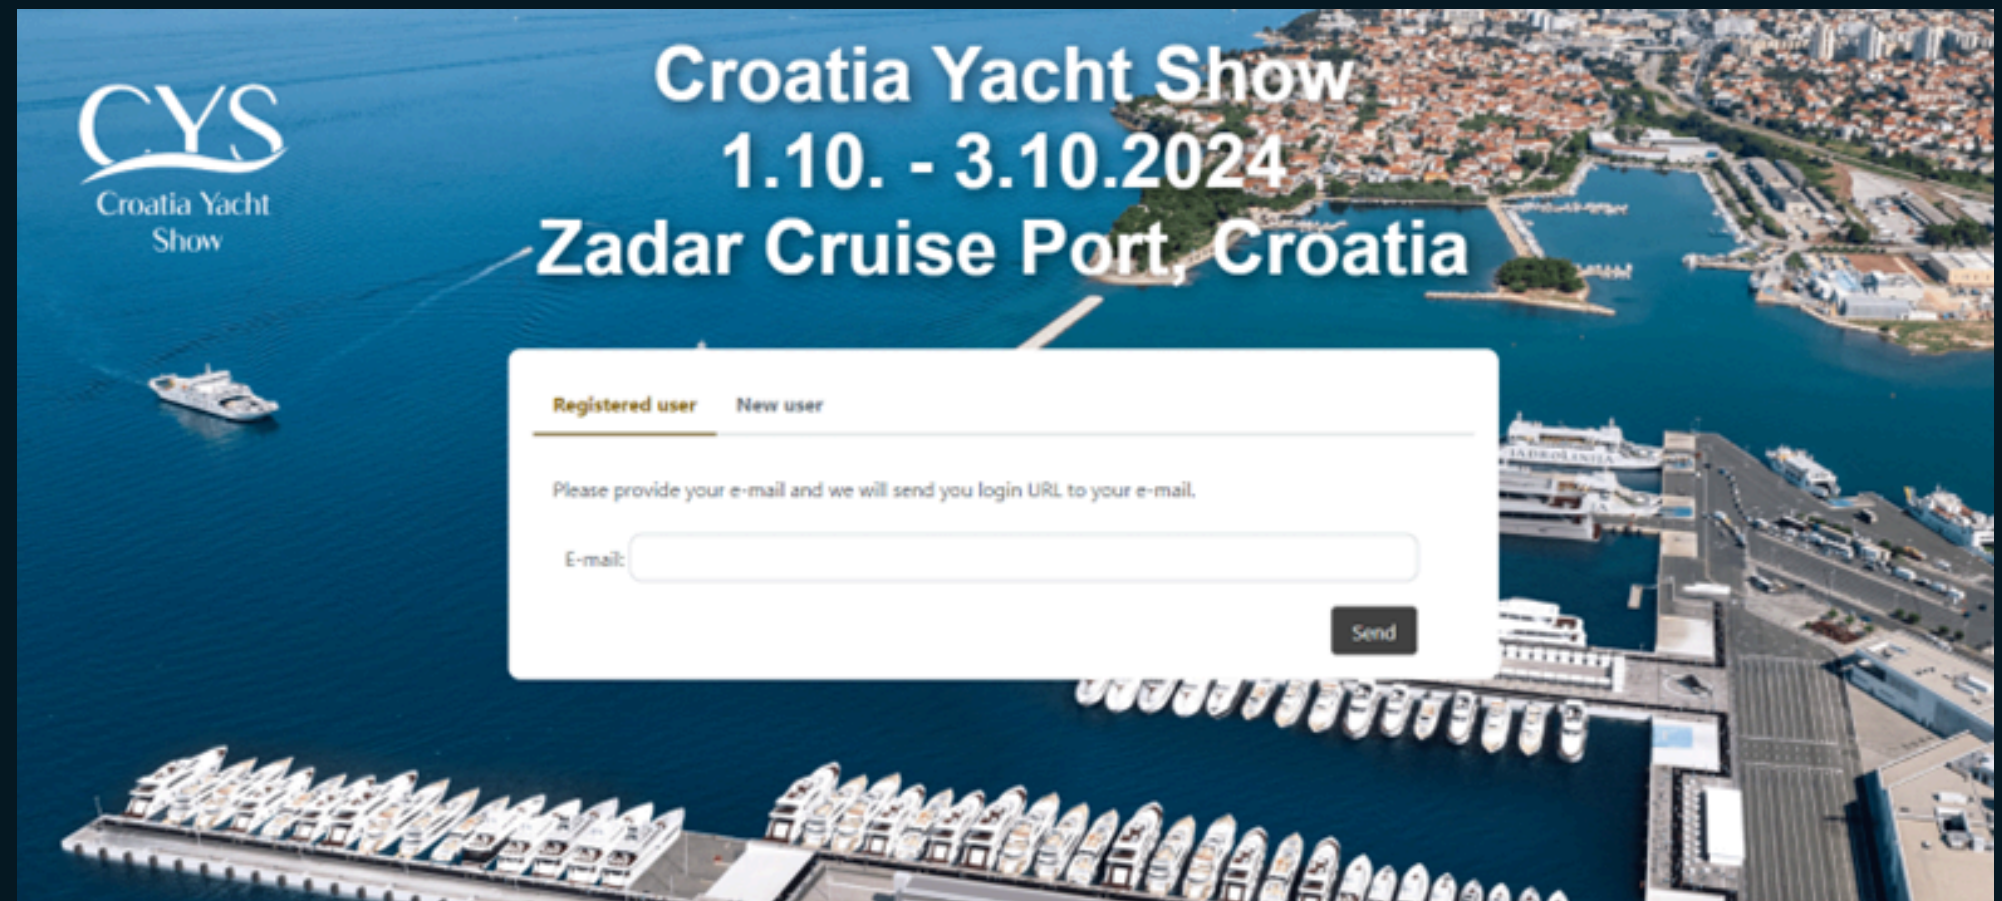 CYS
Croatia Yacht
Show
Croatia Yacht Show
1.10. - 3.10.2024
Zadar Cruise Port, Croatia
Registered user New user
Please provide your e-mail and we will send you login URL to your e-mail.
E-mail:
Send
JADROLINIJA